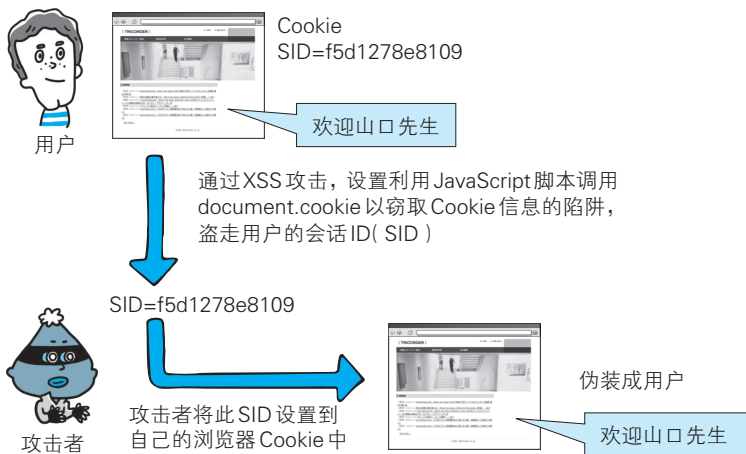 Cookie
SID=f5d1278e8109
TRICORDER
欢迎山口先生
用户
通过XSS攻击，设置利用JavaScript脚本调用
document.cookie以窃取Cookie信息的陷阱，
盗走用户的会话ID（SID）
SID=f5d1278e8109
TRICORDER
伪装成用户
攻击者将此SID设置到
自己的浏览器Cookie中
欢迎山口先生
攻击者